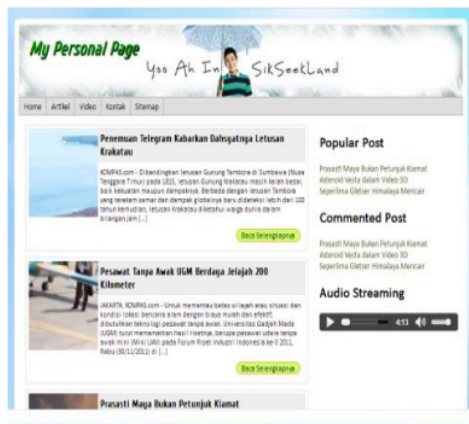 My Personal Page
Yoo Ah In
SikSeekLand
Home Artikel Video Kontak Sitemap
Penemuan Telegram Kabarkan Dahsyatnya Letusan
Krakatau
KOMPAS.com - Dibandingkan letusan Gunung Tambora di Sumbawa (Nusa
Tenggara Timur) pada 1815, letusan Gunung Krakatau masih kalah besar,
baik kekuatan maupun dampaknya. Berbeda dengan letusan Tambora
yang terekam samar dan dampak globalnya baru dideteksi lebih dari 100
tahun kemudian, letusan Krakatau diketahui warga dunia dalam
bilangan jam [...]
Baca Selengkapnya
Pesawat Tanpa Awak UGM Berdaya Jelajah 200
Kilometer
JAKARTA, KOMPAS.com - Untuk memantau batas wilayah atau situasi dan
kondisi lokasi bencana alam dengan biaya murah dan efektif,
dibutuhkan teknologi pesawat tanpa awak. Universitas Gadjah Mada
(UGM) turut memamerkan hasil risetnya, berupa pesawat udara tanpa
awak mini (Mini UAV) pada Forum Riset Industri Indonesia ke-3 2011,
Rabu (30/11/2011) di [...]
Baca Selengkapnya
Prasasti Maya Bukan Petunjuk Kiamat
Popular Post
Prasasti Maya Bukan Petunjuk Kiamat
Asteroid Vesta dalam Video 3D
Seperlima Gletser Himalaya Mencair
Commented Post
Prasasti Maya Bukan Petunjuk Kiamat
Asteroid Vesta dalam Video 3D
Seperlima Gletser Himalaya Mencair
Audio Streaming
4:13